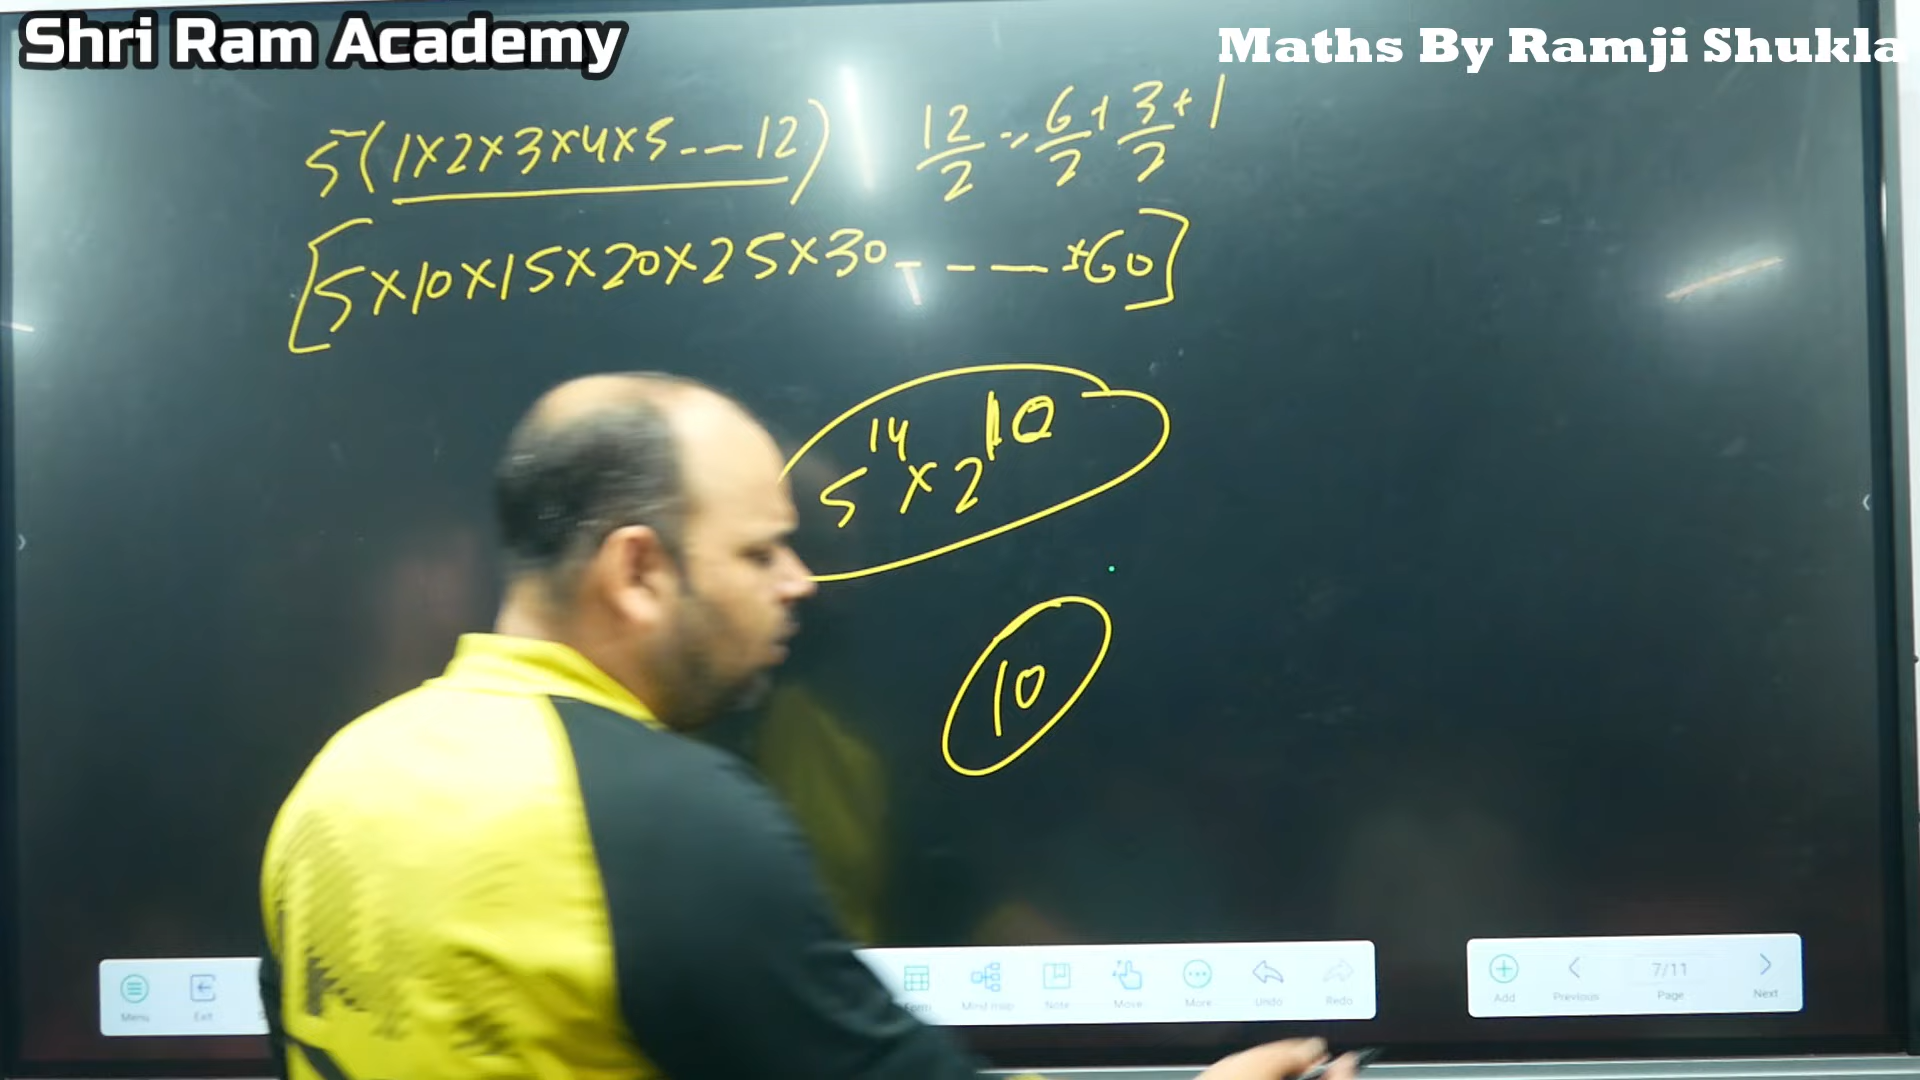 Shri Ram Academy
Maths By Ramji Shukla
5(1×2×3×4×5---12)
12/2 6/2+3/2+1
[5×10×15×20×25×30----×60]
5^14×2^10
10
Menu
Exit
Form
Mind map
Note
Move
More
Undo
Redo
Add
Previous
7/11
Page
Next